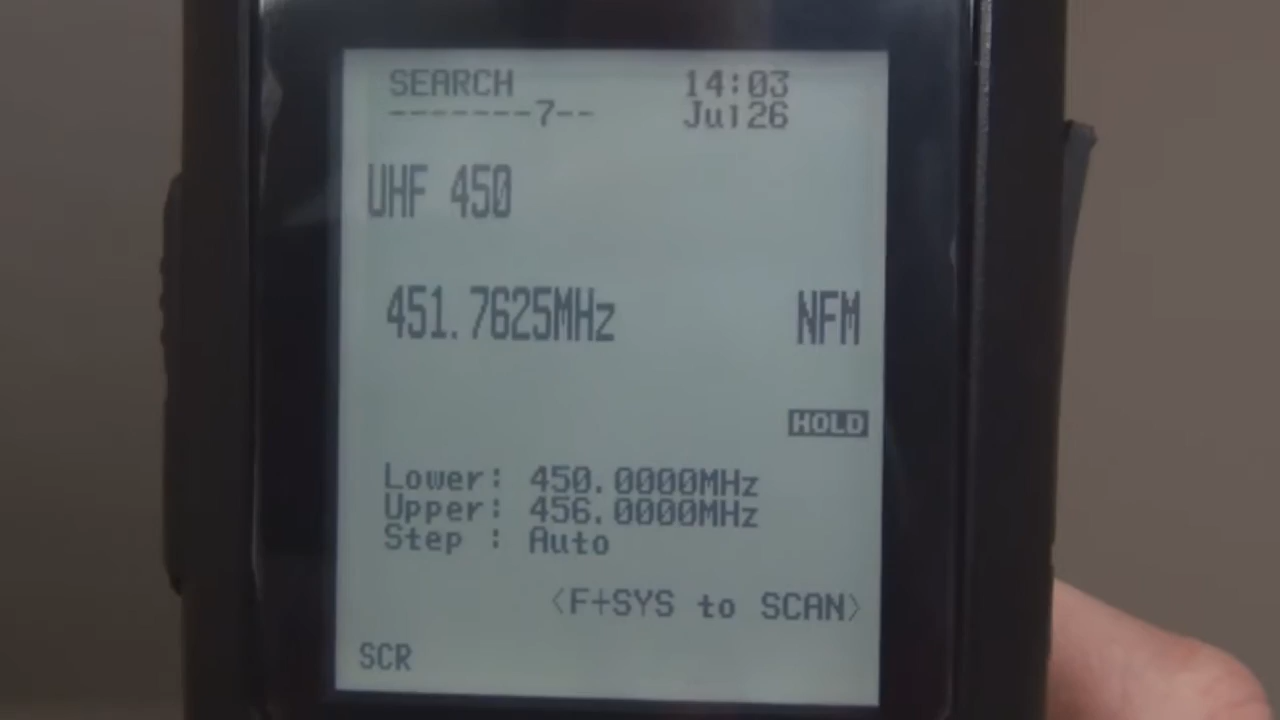 SEARCH 14:03
-------7-- Jul26
UHF 450
451.7625MHz NFM
HOLD
Lower: 450.0000MHz
Upper: 456.0000MHz
Step : Auto
<F+SYS to SCAN>
SCR